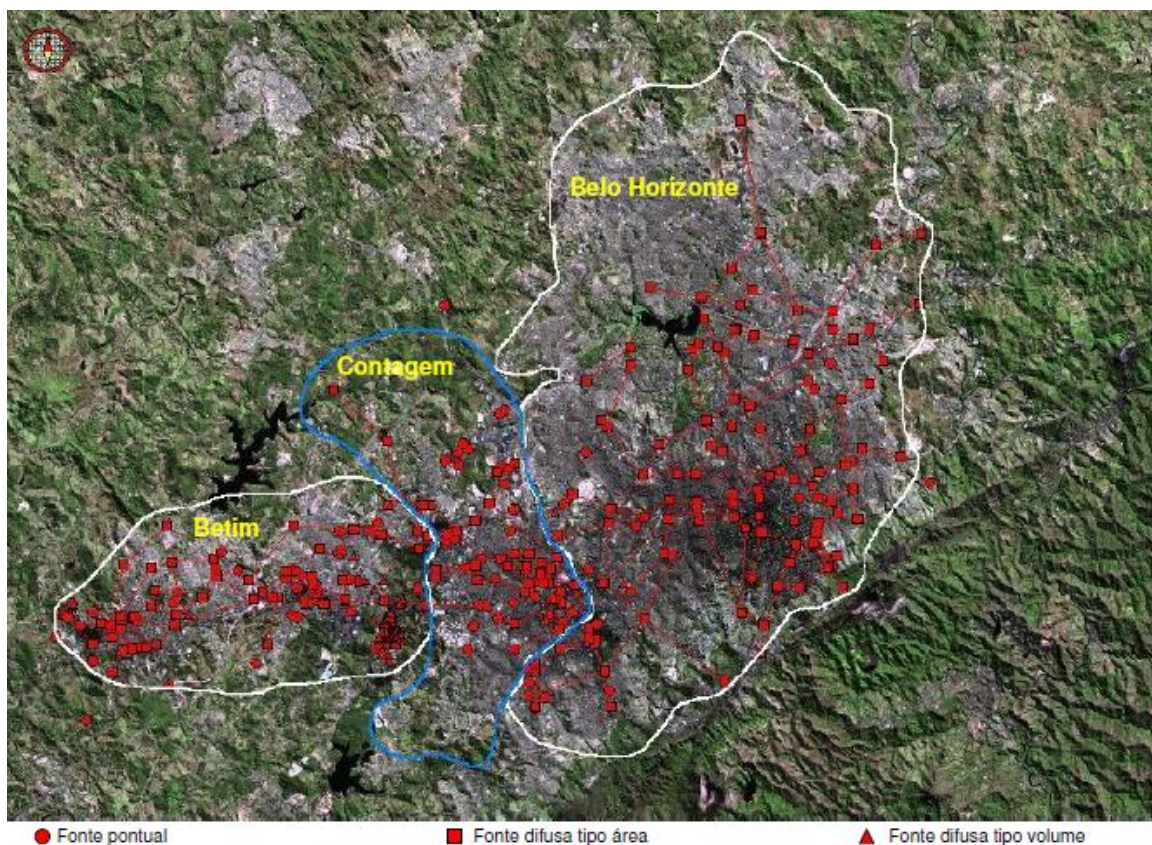 Belo Horizonte
Contagem
Betim
Fonte pontual
Fonte difusa tipo área
Fonte difusa tipo volume